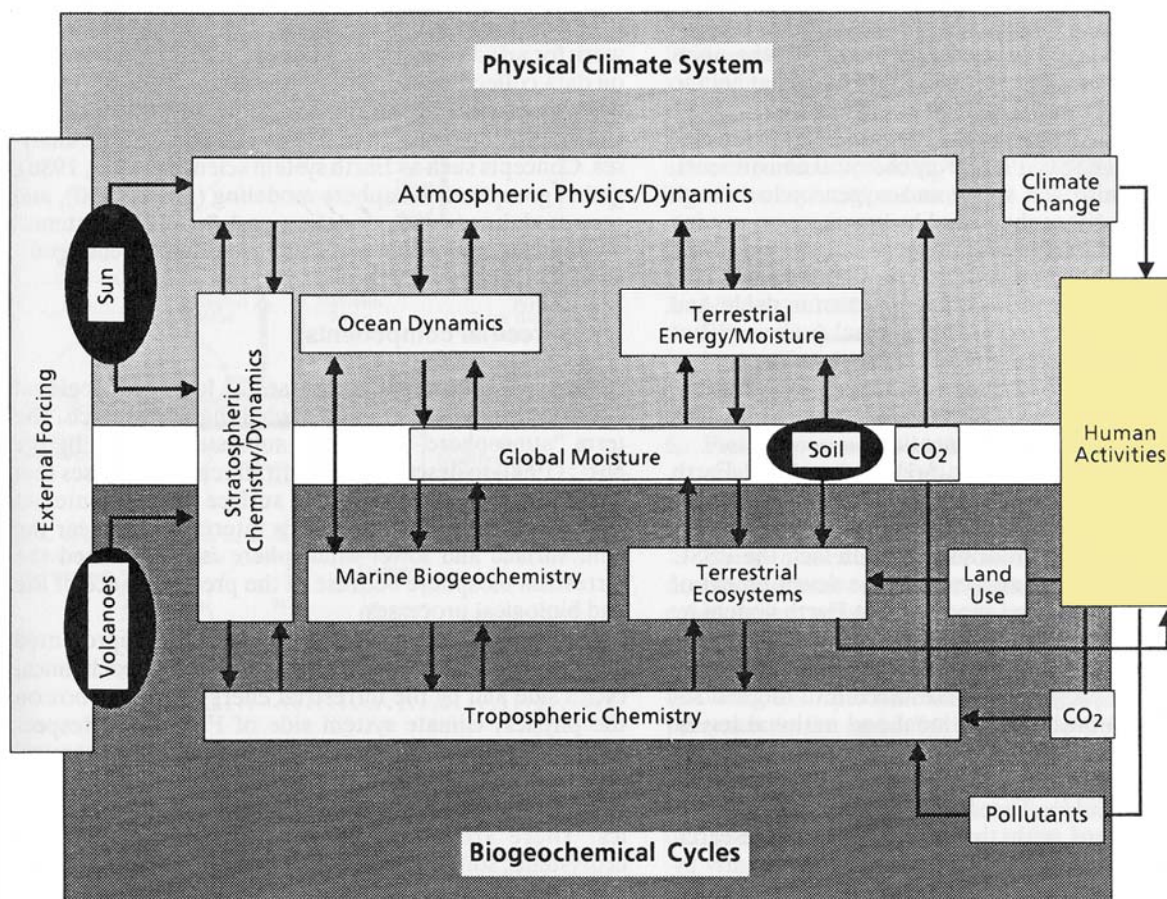 Physical Climate System
Atmospheric Physics/Dynamics
Climate
Change
Sun
External Forcing
Stratospheric
Chemistry/Dynamics
Ocean Dynamics
Terrestrial
Energy/Moisture
Global Moisture
Soil
CO2
Human
Activities
Volcanoes
Marine Biogeochemistry
Terrestrial
Ecosystems
Land
Use
Tropospheric Chemistry
CO2
Pollutants
Biogeochemical Cycles